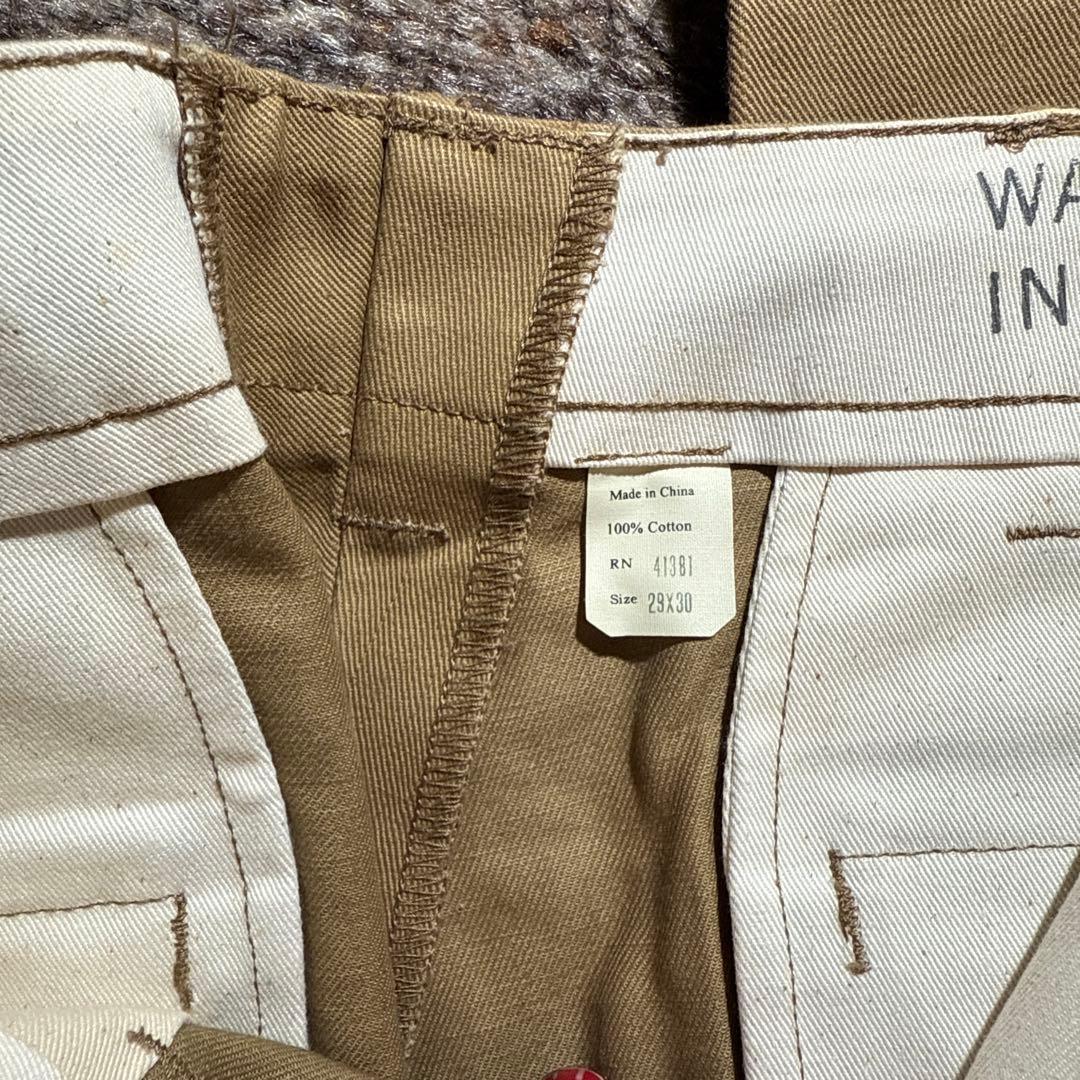 WA
IN
Made in China
100% Cotton
RN 41381
Size 29X30